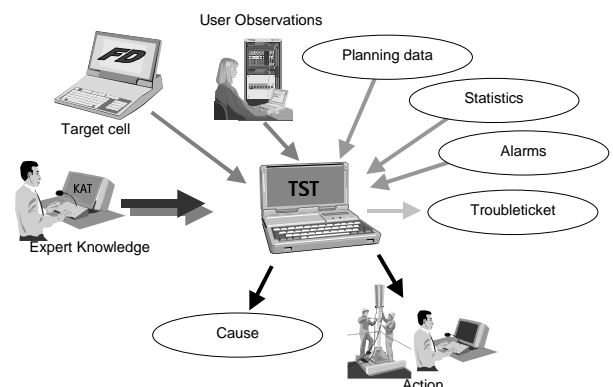 User Observations
Planning data
FD
Statistics
Target cell
Alarms
KAT
TST
Troubleticket
Expert Knowledge
Cause
Action